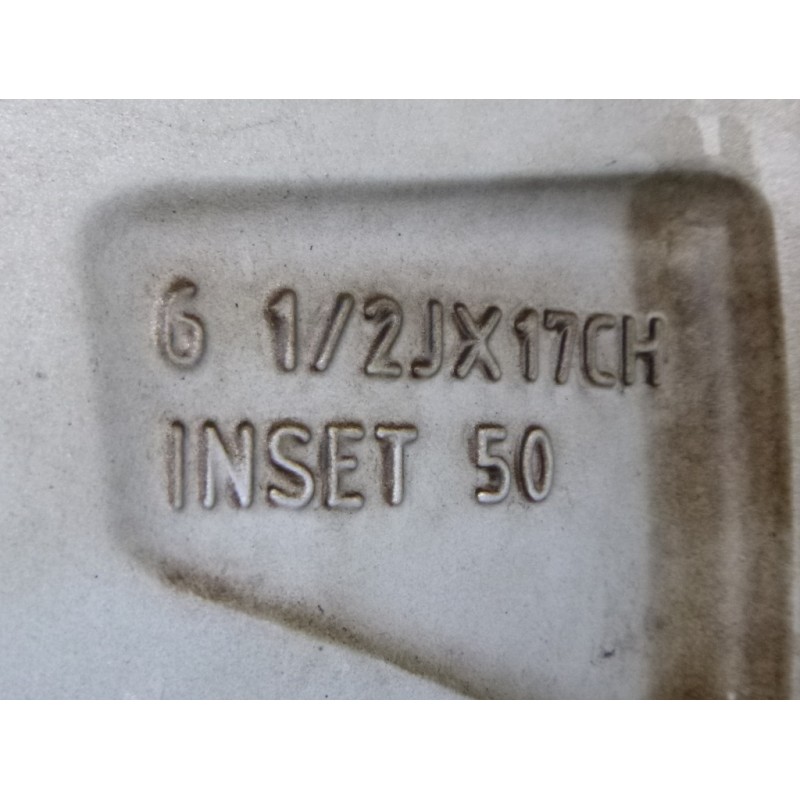 6 1/2JX17CH
INSET 50